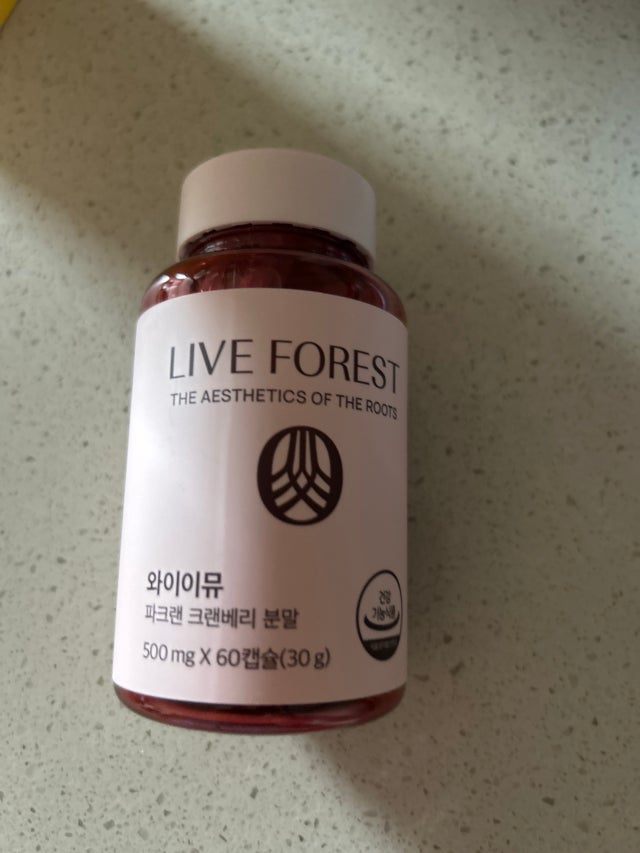 LIVE FOREST
THE AESTHETICS OF THE ROOTS
와이이뮤
파크랜 크랜베리 분말
500 mg X 60캡슐(30 g)
건강
기능식품